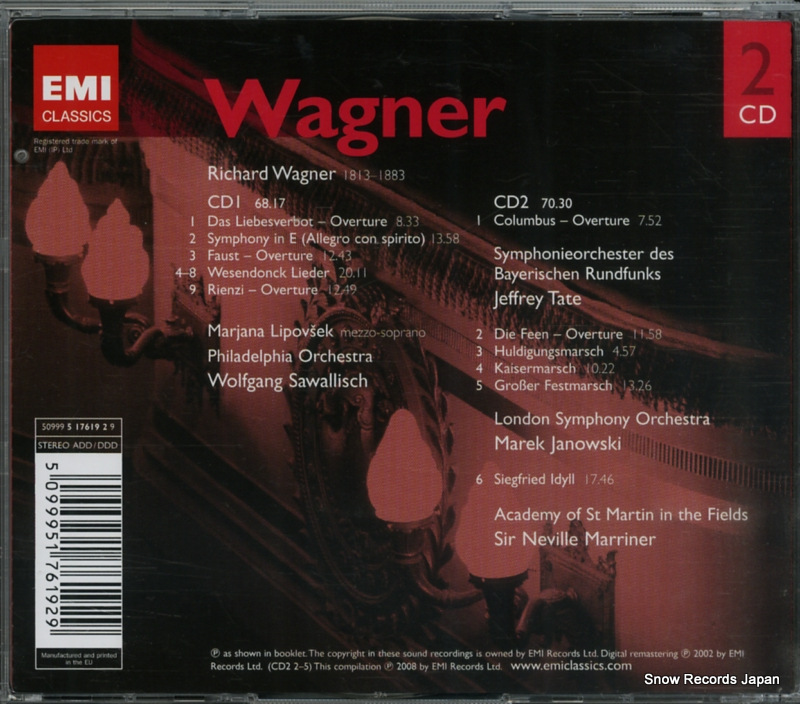 EMI
CLASSICS
Registered trade mark of
EMI (IP) Ltd
Wagner
2
CD
Richard Wagner 1813–1883
CD1 68.17
1 Das Liebesverbot – Overture 8.33
2 Symphony in E (Allegro con spirito) 13.58
3 Faust – Overture 12.43
4–8 Wesendonck Lieder 20.11
9 Rienzi – Overture 12.49
Marjana Lipovšek mezzo-soprano
Philadelphia Orchestra
Wolfgang Sawallisch
CD2 70.30
1 Columbus – Overture 7.52
Symphonieorchester des
Bayerischen Rundfunks
Jeffrey Tate
2 Die Feen – Overture 11.58
3 Huldigungsmarsch 4.57
4 Kaisermarsch 10.22
5 Großer Festmarsch 13.26
London Symphony Orchestra
Marek Janowski
6 Siegfried Idyll 17.46
Academy of St Martin in the Fields
Sir Neville Marriner
50999 5 17619 2 9
STEREO ADD/DDD
5 099951 761929
Manufactured and printed
in the EU
℗ as shown in booklet. The copyright in these sound recordings is owned by EMI Records Ltd. Digital remastering ℗ 2002 by EMI
Records Ltd. (CD2 2–5) This compilation ℗ 2008 by EMI Records Ltd. www.emiclassics.com
Snow Records Japan